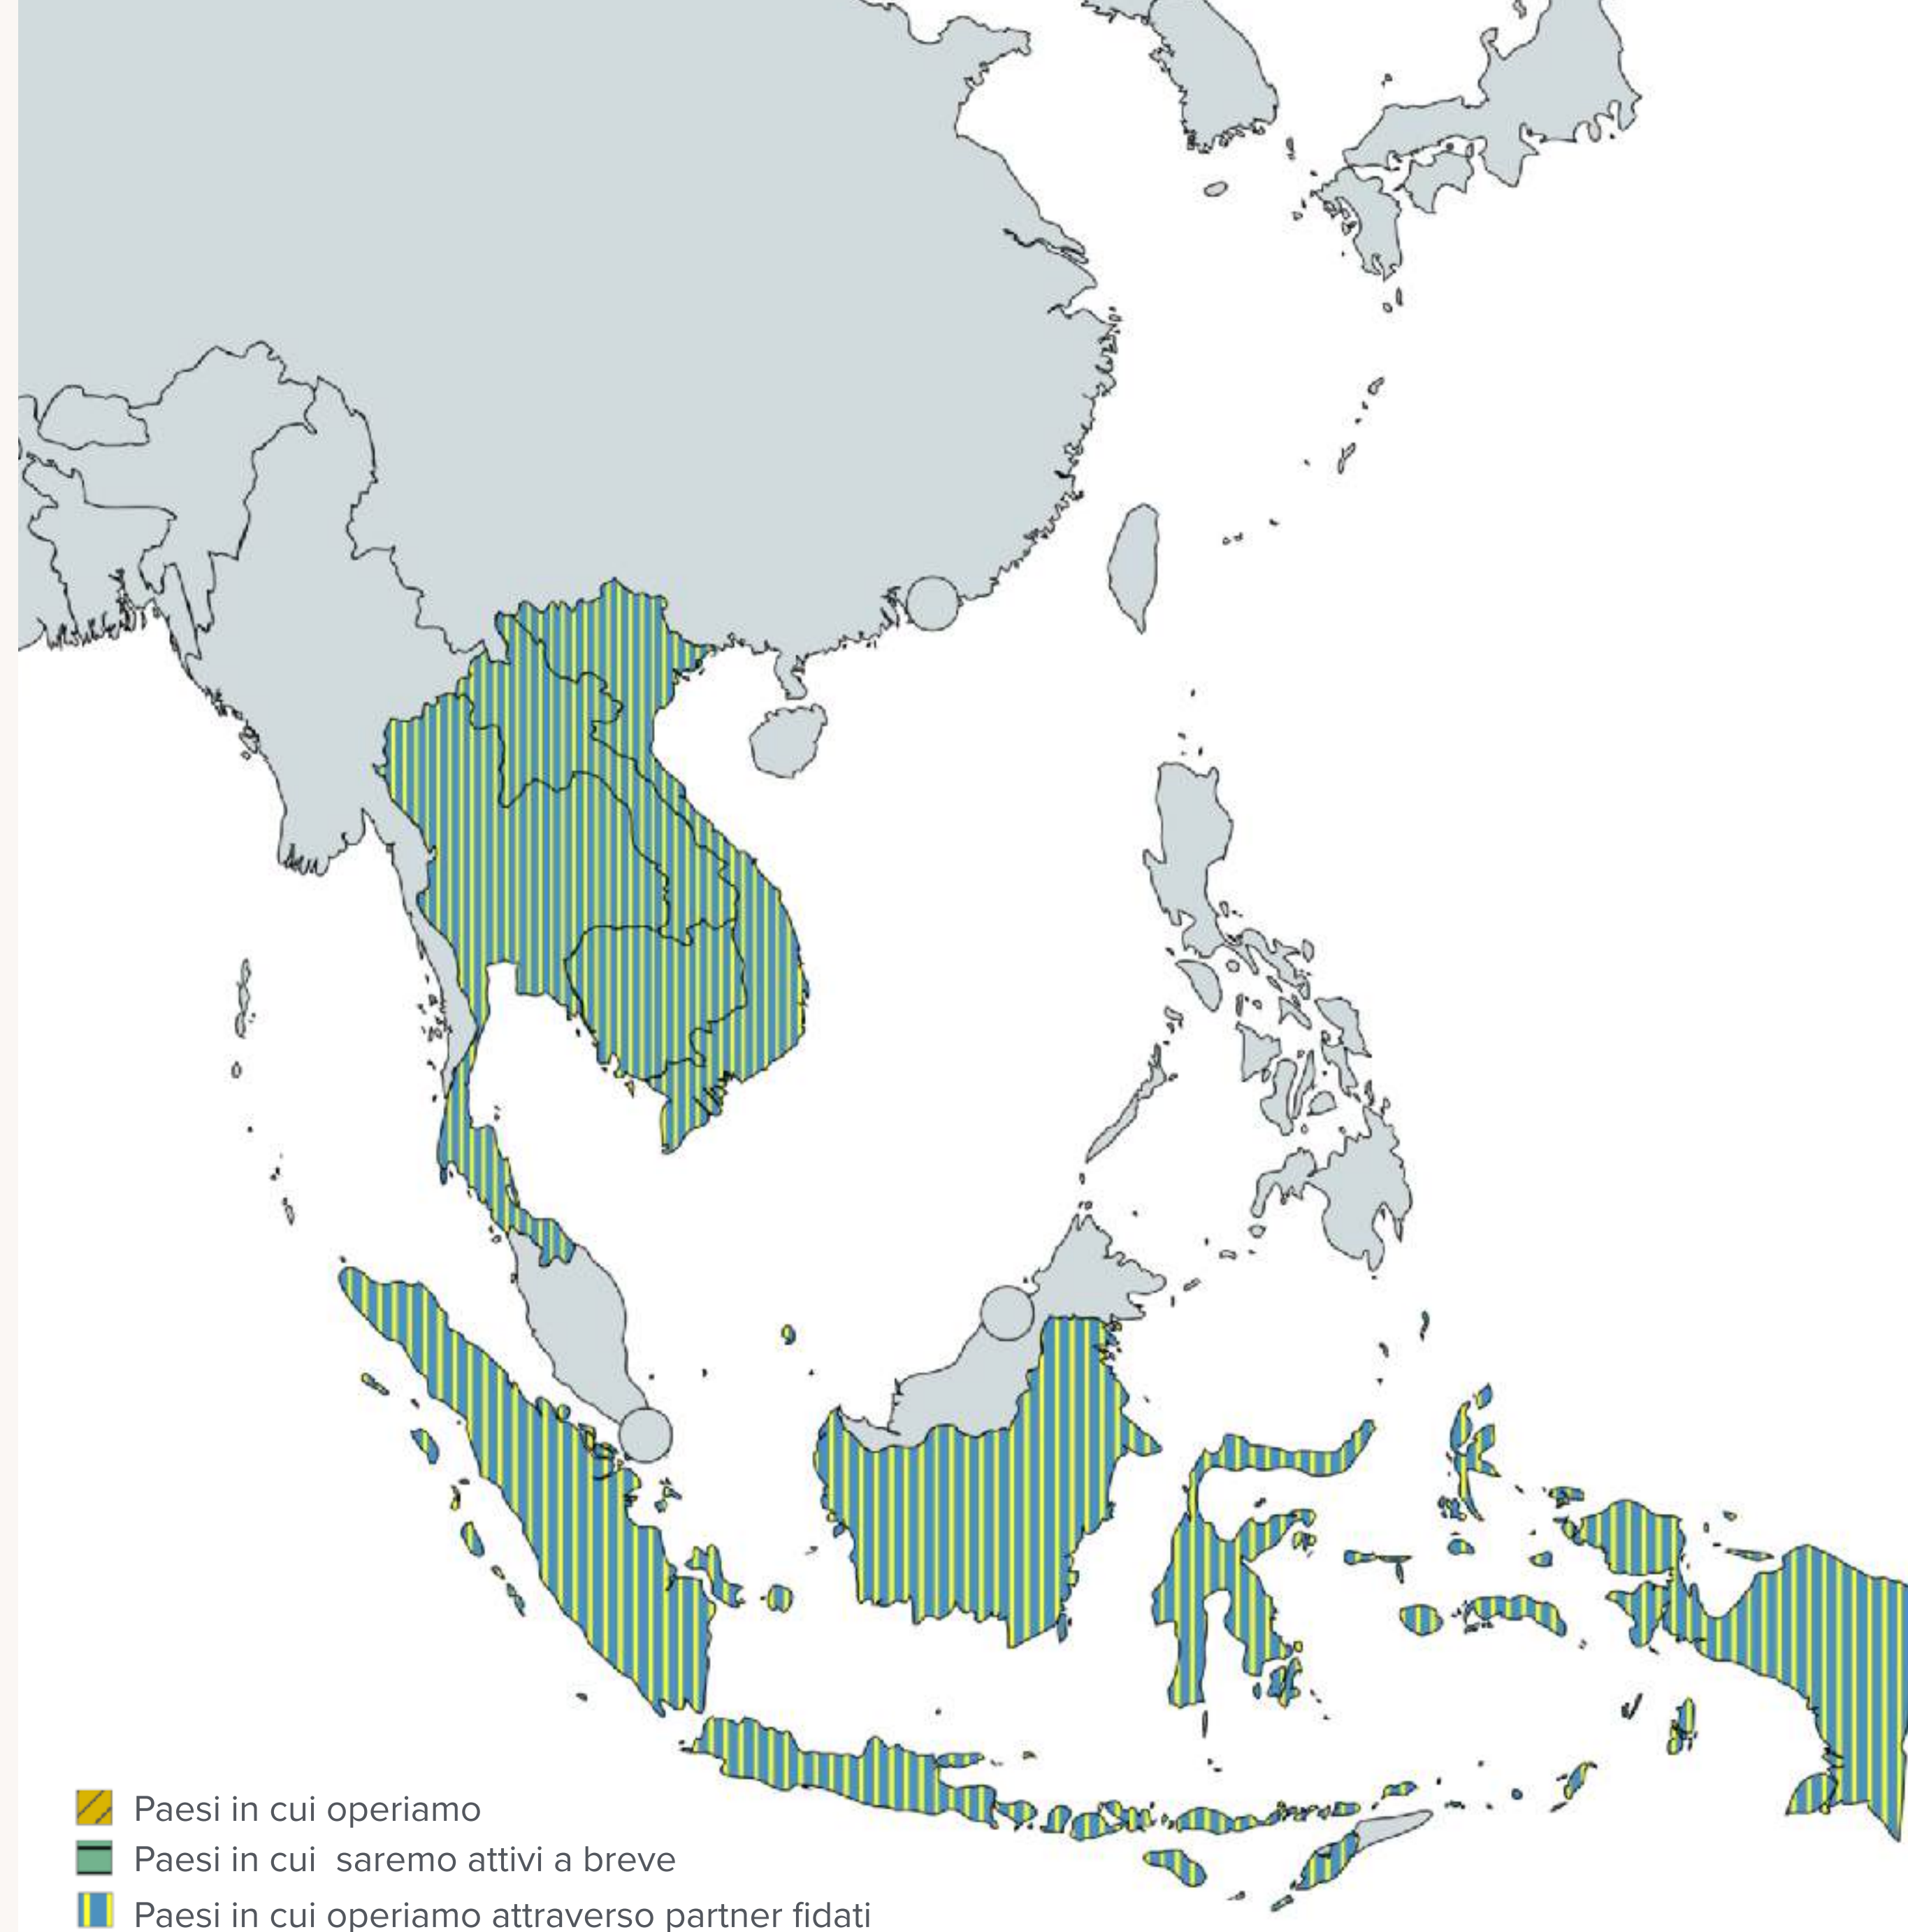 Paesi in cui operiamo
Paesi in cui  saremo attivi a breve
Paesi in cui operiamo attraverso partner fidati